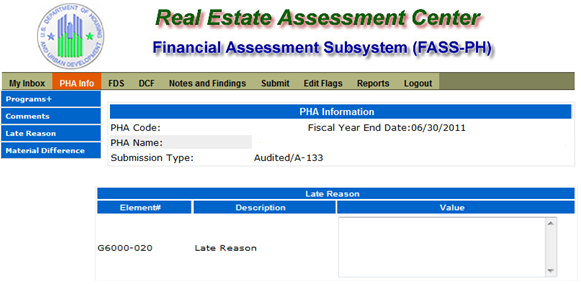 Real Estate Assessment Center
U.S. DEPARTMENT OF HOUSING AND URBAN DEVELOPMENT
Financial Assessment Subsystem (FASS-PH)
My Inbox PHA Info FDS DCF Notes and Findings Submit Edit Flags Reports Logout
Programs+
Comments
Late Reason
Material Difference
PHA Information
PHA Code: Fiscal Year End Date:06/30/2011
PHA Name:
Submission Type: Audited/A-133
Late Reason
Element# Description Value
G6000-020 Late Reason